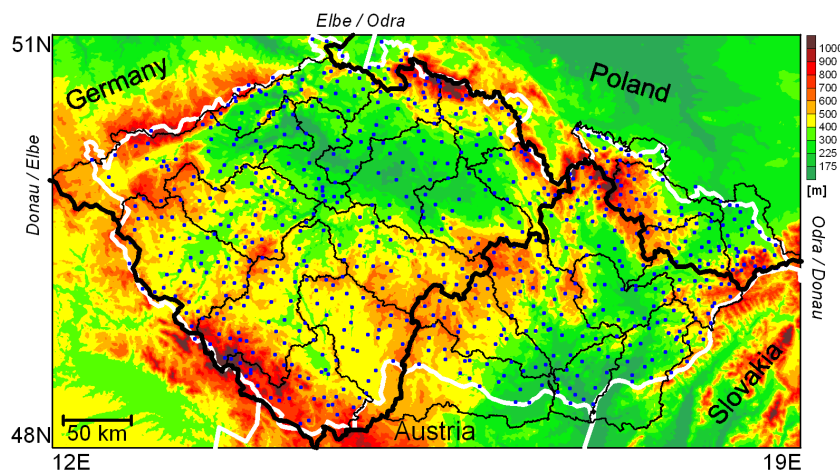 Elbe / Odra
51N
Germany
Poland
1000
900
800
700
600
500
400
300
225
175
[m]
Donau / Elbe
Odra / Donau
Slovakia
50 km
Austria
48N
12E
19E